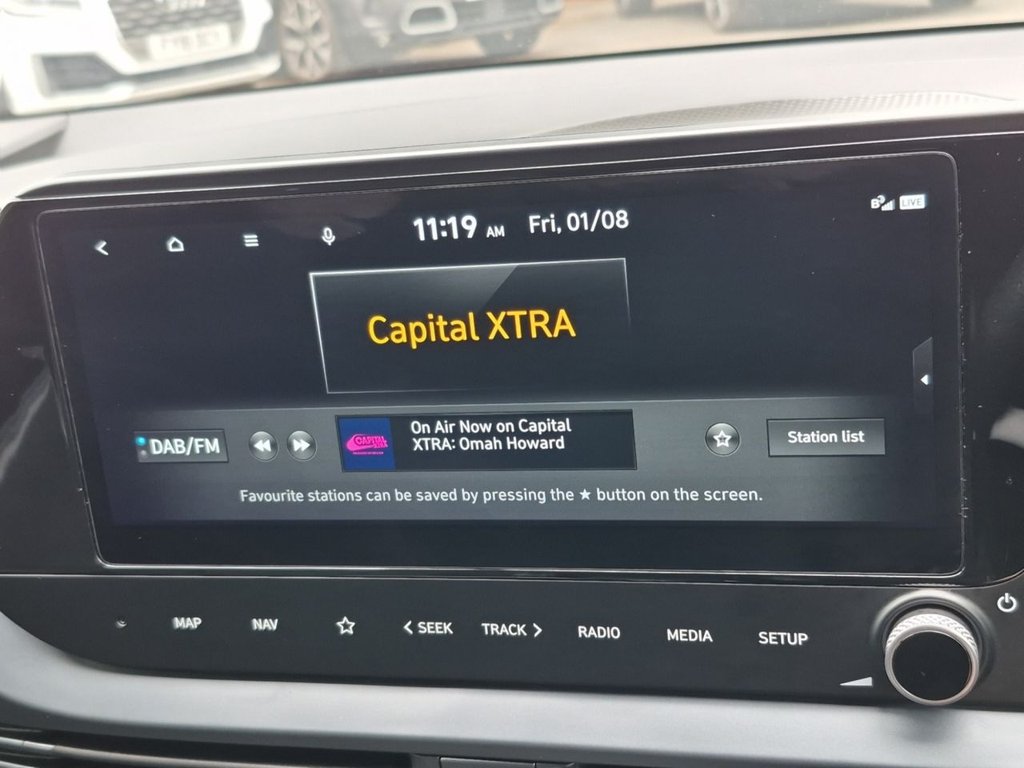 11:19 AM Fri, 01/08
LIVE
Capital XTRA
DAB/FM
CAPITAL
XTRA
On Air Now on Capital
XTRA: Omah Howard
Station list
Favourite stations can be saved by pressing the ★ button on the screen.
MAP NAV ☆ < SEEK TRACK > RADIO MEDIA SETUP